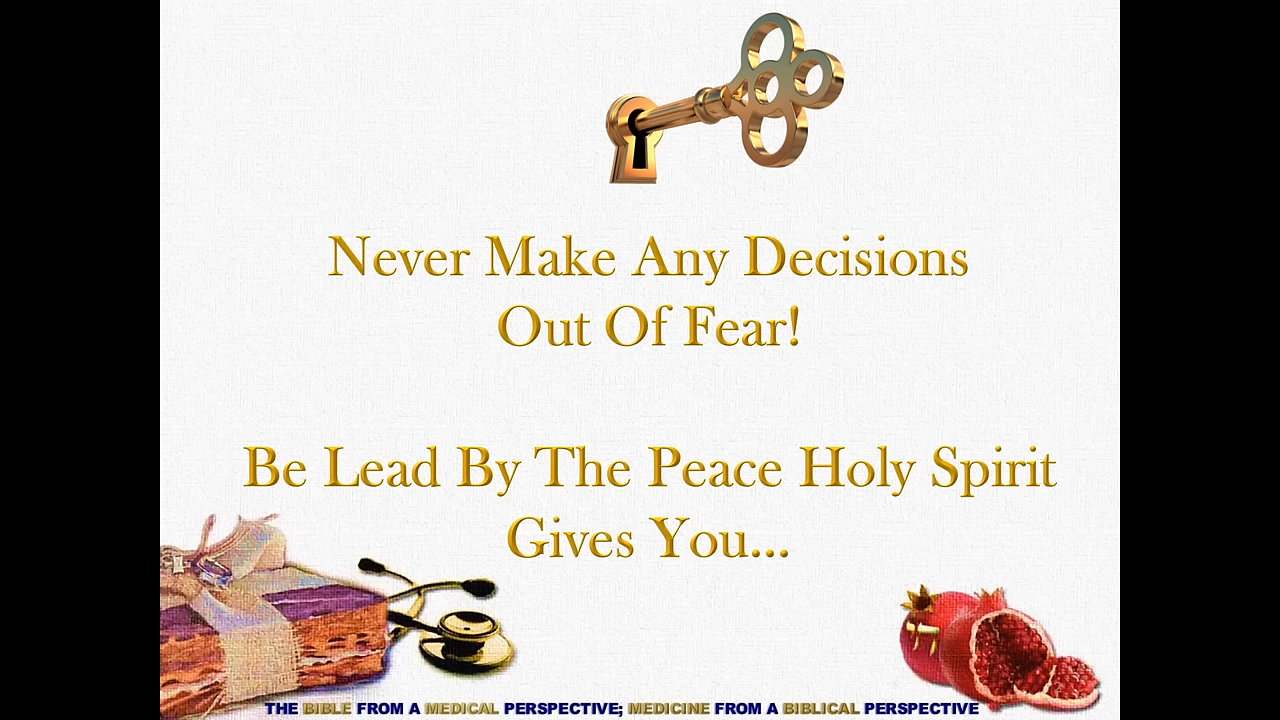 Never Make Any Decisions
Out Of Fear!
Be Lead By The Peace Holy Spirit
Gives You...
THE BIBLE FROM A MEDICAL PERSPECTIVE; MEDICINE FROM A BIBLICAL PERSPECTIVE